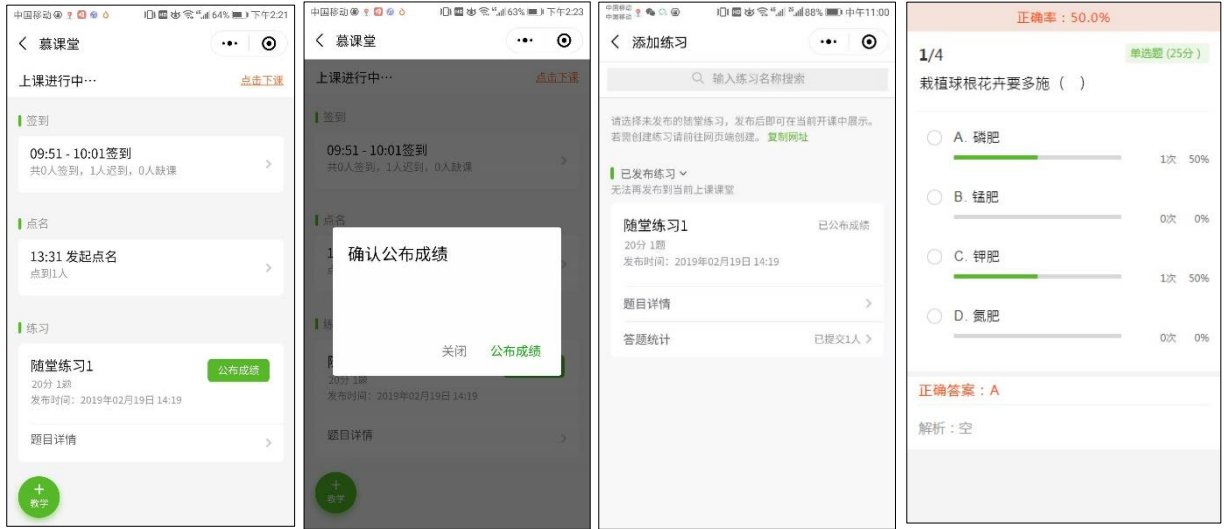 中国移动 64% 下午2:21
慕课堂
上课进行中…
点击下课
签到
09:51 - 10:01签到
共0人签到，1人迟到，0人缺课
点名
13:31 发起点名
点到1人
练习
随堂练习1
公布成绩
20分 1题
发布时间：2019年02月19日 14:19
题目详情
+
教学
中国移动 63% 下午2:23
慕课堂
上课进行中…
点击下课
签到
09:51 - 10:01签到
共0人签到，1人迟到，0人缺课
点名
确认公布成绩
关闭
公布成绩
20分 1题
发布时间：2019年02月19日 14:19
题目详情
+
教学
中国移动
中国移动
88% 中午11:00
添加练习
输入练习名称搜索
请选择未发布的随堂练习，发布后即可在当前开课中展示。
若需创建练习请前往网页端创建。 复制网址
已发布练习
无法再发布到当前上课课堂
随堂练习1
已公布成绩
20分 1题
发布时间：2019年02月19日 14:19
题目详情
答题统计
已提交1人
正确率：50.0%
1/4
单选题 (25分 )
栽植球根花卉要多施（ ）
A. 磷肥
1次 50%
B. 锰肥
0次 0%
C. 钾肥
1次 50%
D. 氮肥
0次 0%
正确答案：A
解析：空